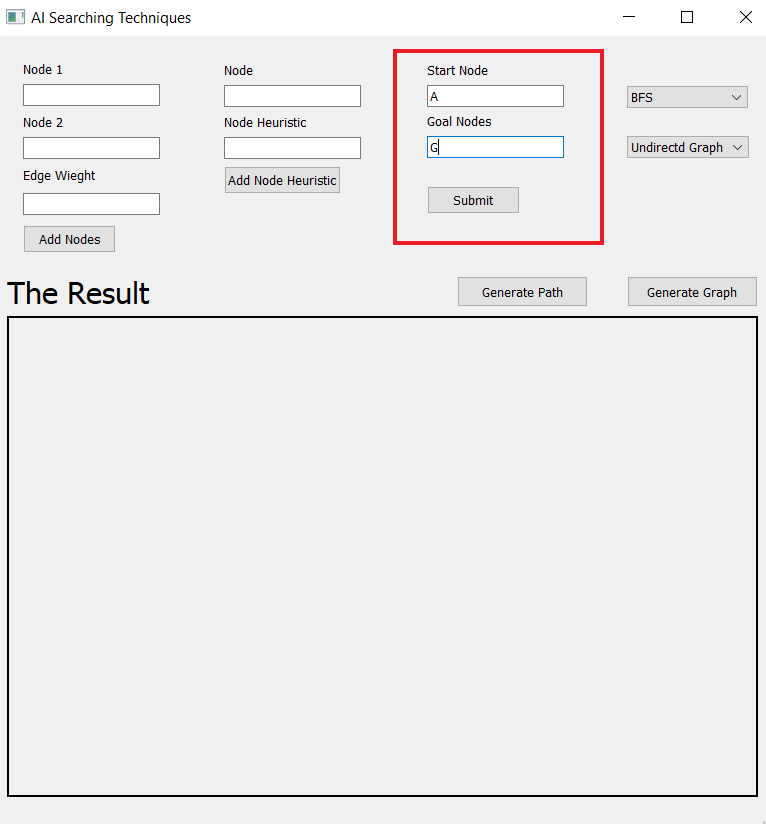 AI Searching Techniques
Node 1
Node 2
Edge Wieght
Add Nodes
Node
Node Heuristic
Add Node Heuristic
Start Node
A
Goal Nodes
G
Submit
BFS
Undirectd Graph
The Result
Generate Path
Generate Graph